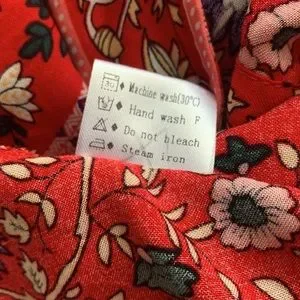 ◆ Machine wash(30℃)
◆ Hand wash F
◆ Do not bleach
◆ Steam iron